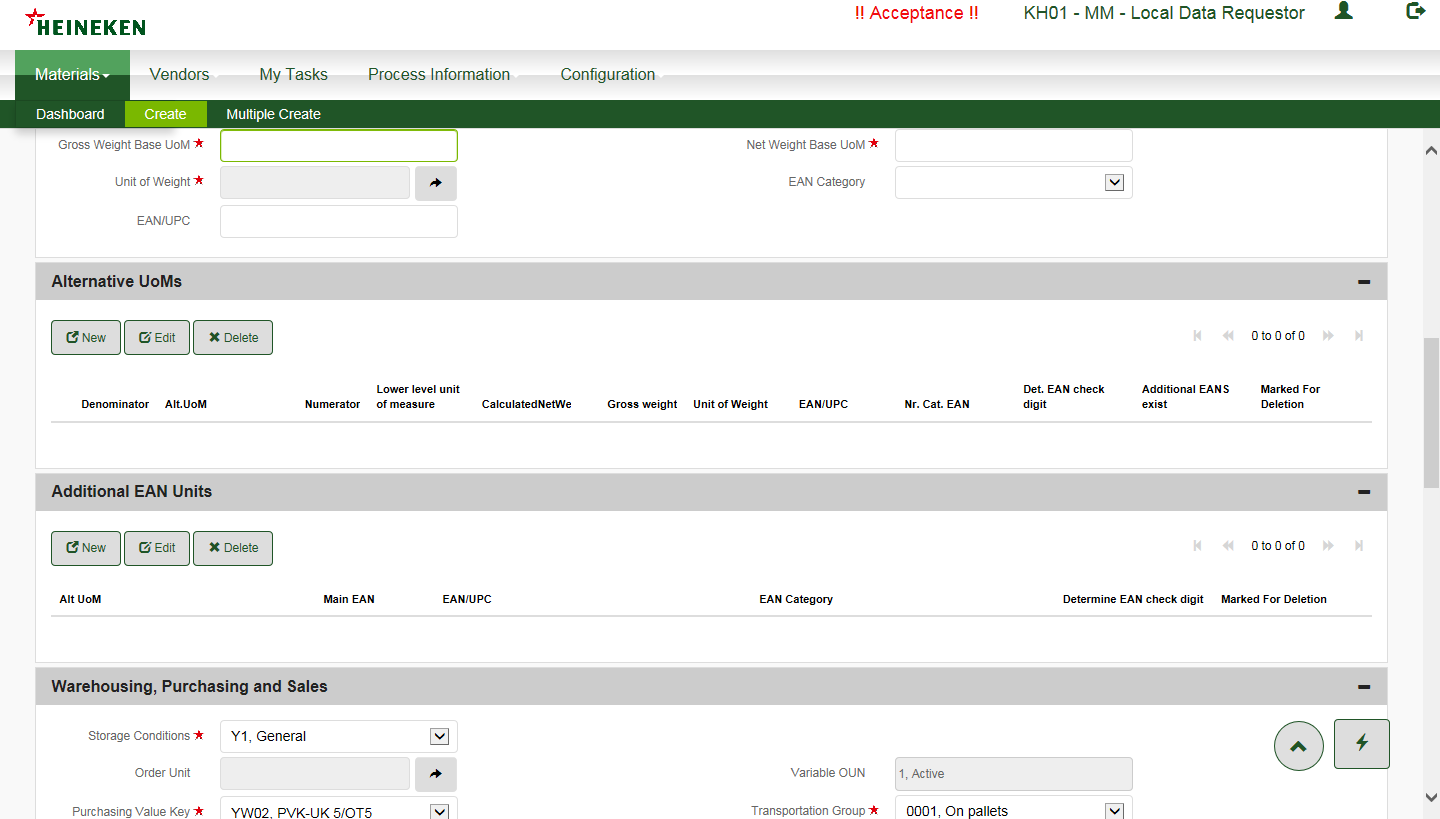 HEINEKEN
!! Acceptance !!
KH01 - MM - Local Data Requestor
Materials
Vendors
My Tasks
Process Information
Configuration
Dashboard
Create
Multiple Create
Gross Weight Base UoM
Net Weight Base UoM
Unit of Weight
EAN Category
EAN/UPC
Alternative UoMs
New
Edit
Delete
0 to 0 of 0
Denominator
Alt.UoM
Numerator
Lower level unit
of measure
CalculatedNetWe
Gross weight
Unit of Weight
EAN/UPC
Nr. Cat. EAN
Det. EAN check
digit
Additional EANS
exist
Marked For
Deletion
Additional EAN Units
New
Edit
Delete
0 to 0 of 0
Alt UoM
Main EAN
EAN/UPC
EAN Category
Determine EAN check digit
Marked For Deletion
Warehousing, Purchasing and Sales
Storage Conditions
Y1, General
Order Unit
Variable OUN
1, Active
Purchasing Value Key
YW02, PVK-UK 5/OT5
Transportation Group
0001, On pallets